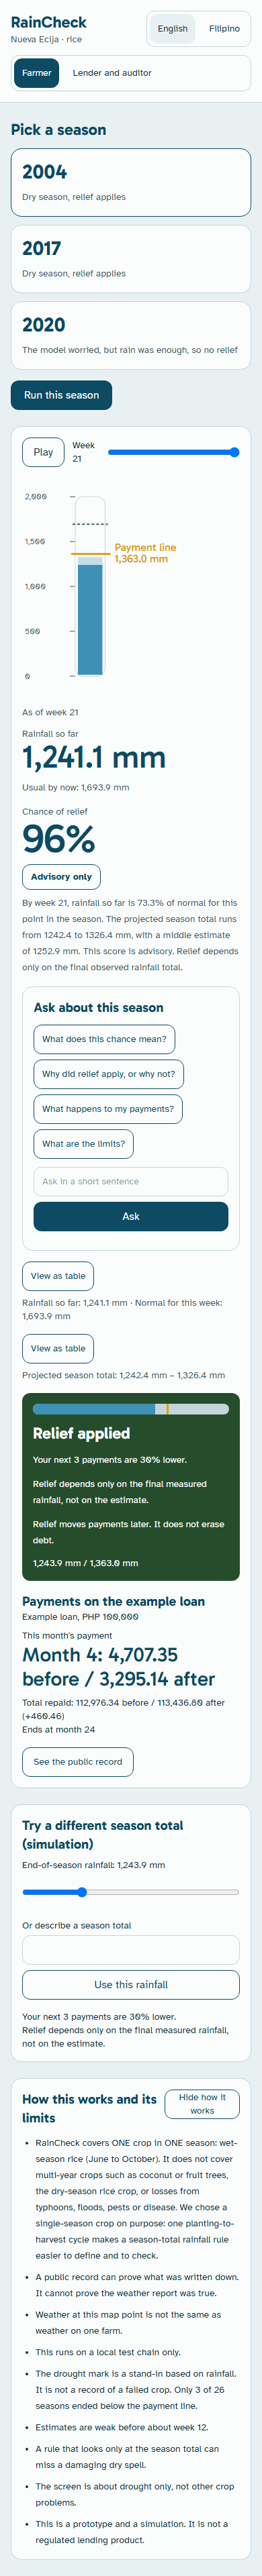 RainCheck
Nueva Ecija · rice
English
Filipino
Farmer
Lender and auditor
Pick a season
2004
Dry season, relief applies
2017
Dry season, relief applies
2020
The model worried, but rain was enough, so no relief
Run this season
Play
Week
21
2,000
1,500
1,000
500
0
Payment line
1,363.0 mm
As of week 21
Rainfall so far
1,241.1 mm
Usual by now: 1,693.9 mm
Chance of relief
96%
Advisory only
By week 21, rainfall so far is 73.3% of normal for this
point in the season. The projected season total runs
from 1242.4 to 1326.4 mm, with a middle estimate
of 1252.9 mm. This score is advisory. Relief depends
only on the final observed rainfall total.
Ask about this season
What does this chance mean?
Why did relief apply, or why not?
What happens to my payments?
What are the limits?
Ask in a short sentence
Ask
View as table
Rainfall so far: 1,241.1 mm · Normal for this week:
1,693.9 mm
View as table
Projected season total: 1,242.4 mm – 1,326.4 mm
Relief applied
Your next 3 payments are 30% lower.
Relief depends only on the final measured
rainfall, not on the estimate.
Relief moves payments later. It does not erase
debt.
1,243.9 mm / 1,363.0 mm
Payments on the example loan
Example loan, PHP 100,000
This month's payment
Month 4: 4,707.35
before / 3,295.14 after
Total repaid: 112,976.34 before / 113,436.80 after
(+460.46)
Ends at month 24
See the public record
Try a different season total
(simulation)
End-of-season rainfall: 1,243.9 mm
Or describe a season total
Use this rainfall
Your next 3 payments are 30% lower.
Relief depends only on the final measured rainfall,
not on the estimate.
How this works and its
limits
Hide how it
works
• RainCheck covers ONE crop in ONE season: wet-
season rice (June to October). It does not cover
multi-year crops such as coconut or fruit trees,
the dry-season rice crop, or losses from
typhoons, floods, pests or disease. We chose a
single-season crop on purpose: one planting-to-
harvest cycle makes a season-total rainfall rule
easier to define and to check.
• A public record can prove what was written down.
It cannot prove the weather report was true.
• Weather at this map point is not the same as
weather on one farm.
• This runs on a local test chain only.
• The drought mark is a stand-in based on rainfall.
It is not a record of a failed crop. Only 3 of 26
seasons ended below the payment line.
• Estimates are weak before about week 12.
• A rule that looks only at the season total can
miss a damaging dry spell.
• The screen is about drought only, not other crop
problems.
• This is a prototype and a simulation. It is not a
regulated lending product.